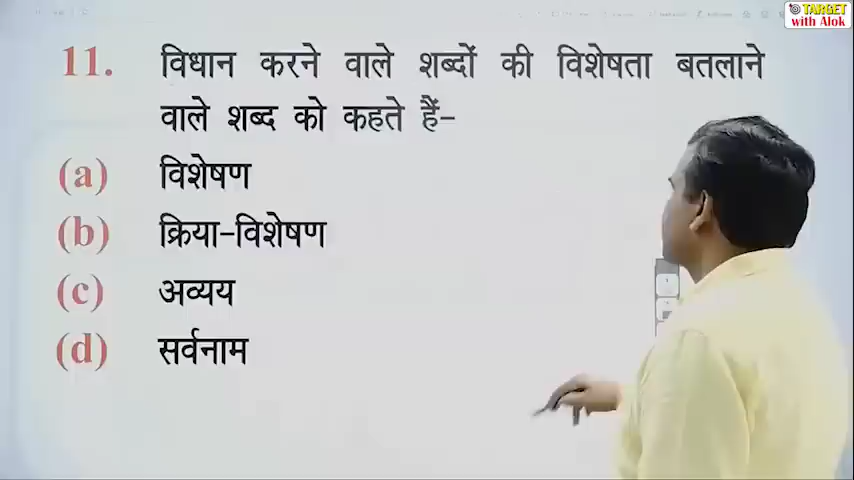 TARGET
with Alok
11. विधान करने वाले शब्दों की विशेषता बतलाने
वाले शब्द को कहते हैं-
(a) विशेषण
(b) क्रिया-विशेषण
(c) अव्यय
(d) सर्वनाम